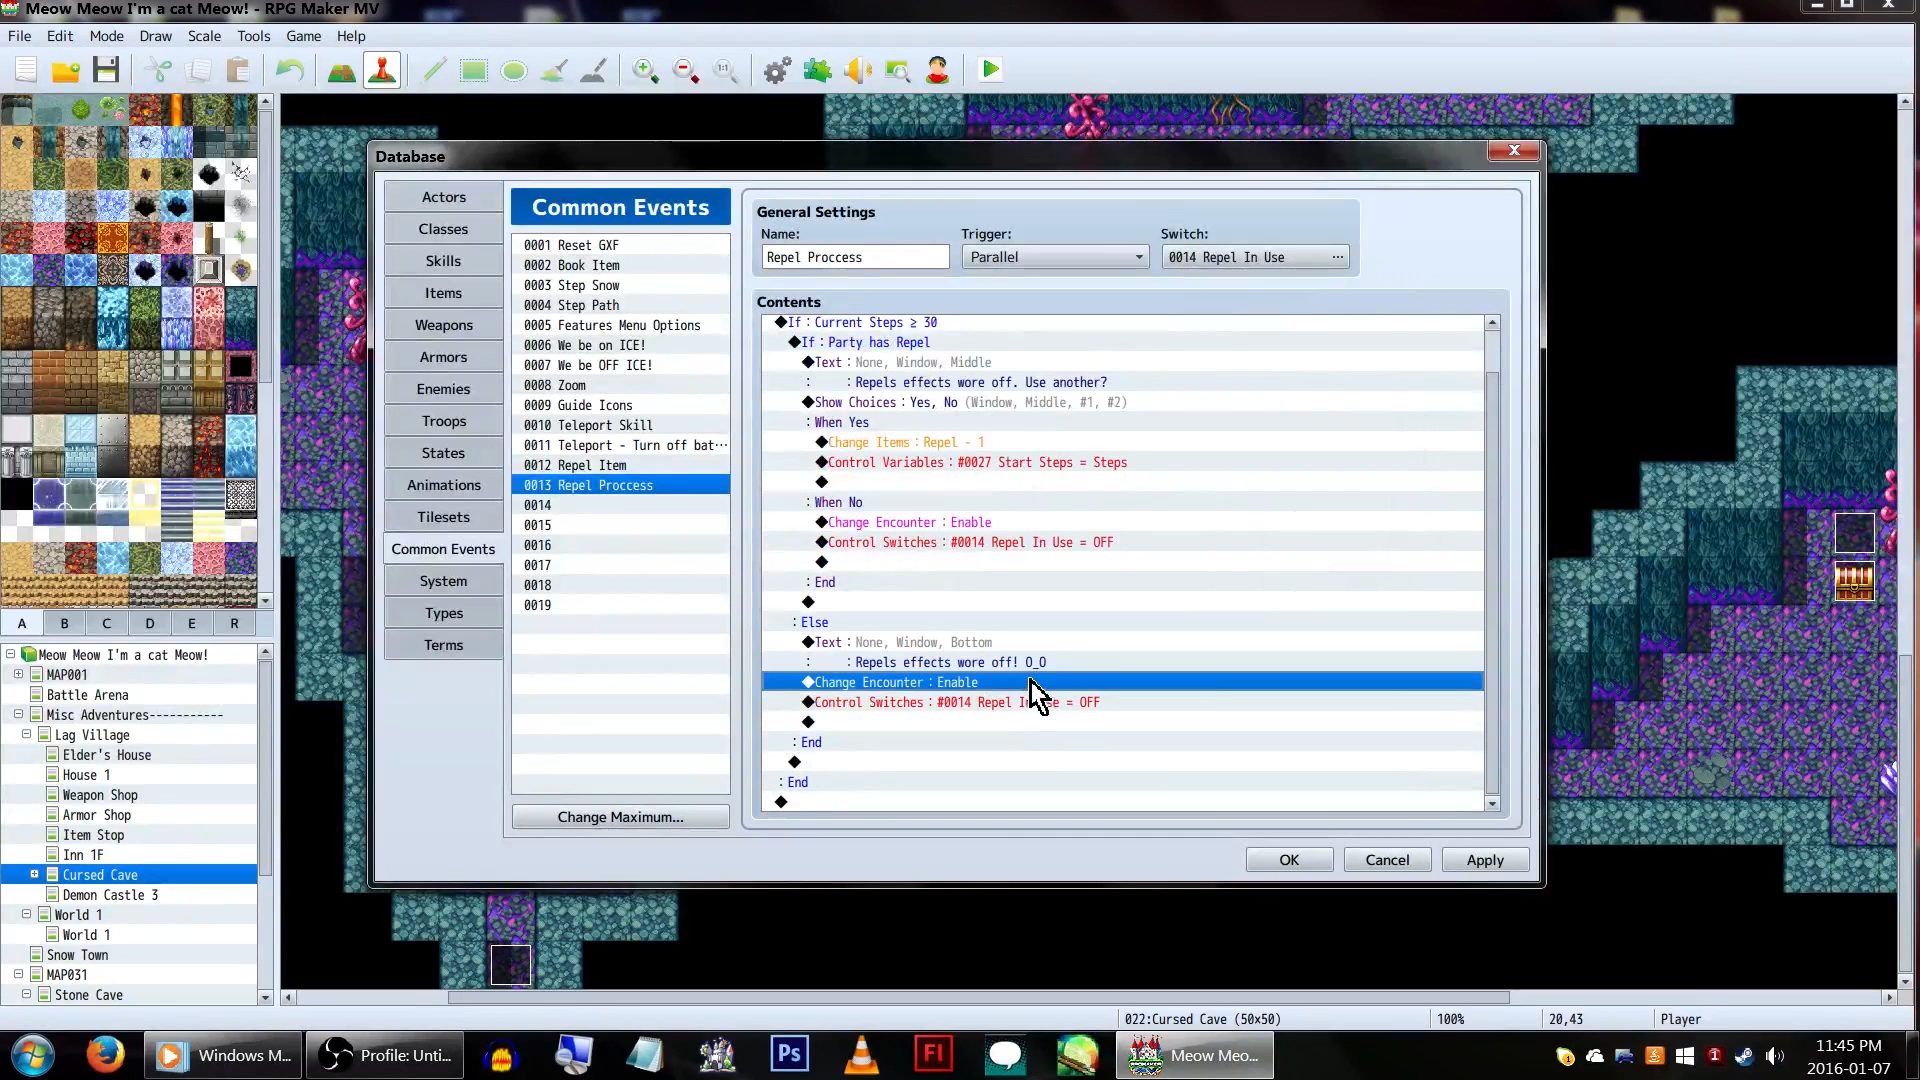 Meow Meow I'm a cat Meow! - RPG Maker MV
File Edit Mode Draw Scale Tools Game Help
1:1
Database
Actors
Classes
Skills
Items
Weapons
Armors
Enemies
Troops
States
Animations
Tilesets
Common Events
System
Types
Terms
Common Events
0001 Reset GXF
0002 Book Item
0003 Step Snow
0004 Step Path
0005 Features Menu Options
0006 We be on ICE!
0007 We be OFF ICE!
0008 Zoom
0009 Guide Icons
0010 Teleport Skill
0011 Teleport - Turn off bat⋯
0012 Repel Item
0013 Repel Proccess
0014
0015
0016
0017
0018
0019
Change Maximum...
General Settings
Name: Trigger: Switch:
Repel Proccess Parallel 0014 Repel In Use ...
Contents
◆If : Current Steps ≥ 30
◆If : Party has Repel
◆Text : None, Window, Middle
: : Repels effects wore off. Use another?
◆Show Choices : Yes, No (Window, Middle, #1, #2)
: When Yes
◆Change Items : Repel - 1
◆Control Variables : #0027 Start Steps = Steps
◆
: When No
◆Change Encounter : Enable
◆Control Switches : #0014 Repel In Use = OFF
◆
: End
◆
: Else
◆Text : None, Window, Bottom
: : Repels effects wore off! O_O
◆Change Encounter : Enable
◆Control Switches : #0014 Repel In = OFF
◆
: End
◆
: End
◆
OK Cancel Apply
A B C D E R
Meow Meow I'm a cat Meow!
MAP001
Battle Arena
Misc Adventures-----------
Lag Village
Elder's House
House 1
Weapon Shop
Armor Shop
Item Stop
Inn 1F
Cursed Cave
Demon Castle 3
World 1
World 1
Snow Town
MAP031
Stone Cave
022:Cursed Cave (50x50) 100% 20,43 Player
Windows M... Profile: Unti... Ps Fl Meow Meo...
11:45 PM
2016-01-07